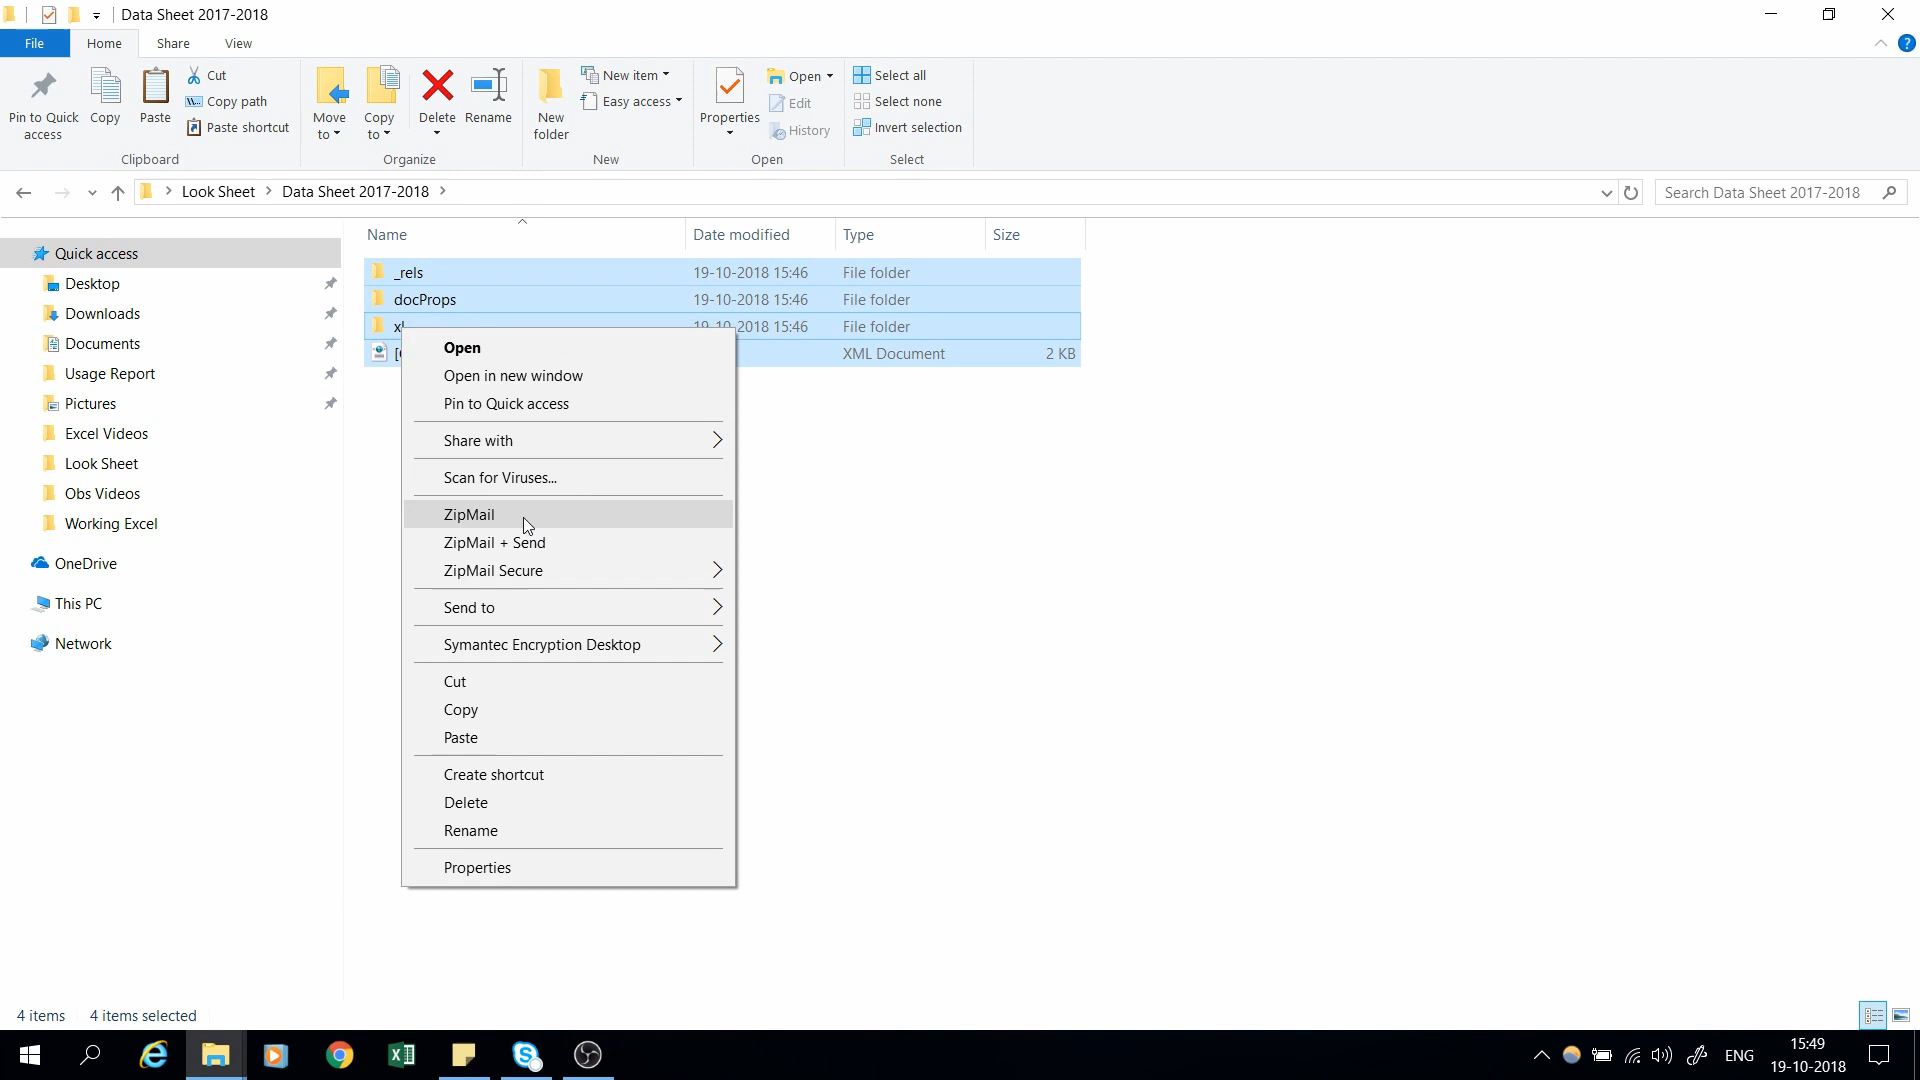 Data Sheet 2017-2018
File
Home
Share
View
Pin to Quick
access
Copy
Paste
Cut
Copy path
Paste shortcut
Clipboard
Move
to
Copy
to
Delete
Rename
Organize
New
folder
New item
Easy access
New
Properties
Open
Edit
History
Open
Select all
Select none
Invert selection
Select
Look Sheet
Data Sheet 2017-2018
Search Data Sheet 2017-2018
Name
Date modified
Type
Size
Quick access
Desktop
Downloads
Documents
Usage Report
Pictures
Excel Videos
Look Sheet
Obs Videos
Working Excel
OneDrive
This PC
Network
_rels 19-10-2018 15:46 File folder
docProps 19-10-2018 15:46 File folder
xl 19-10-2018 15:46 File folder
XML Document 2 KB
Open
Open in new window
Pin to Quick access
Share with
Scan for Viruses...
ZipMail
ZipMail + Send
ZipMail Secure
Send to
Symantec Encryption Desktop
Cut
Copy
Paste
Create shortcut
Delete
Rename
Properties
4 items
4 items selected
ENG
15:49
19-10-2018